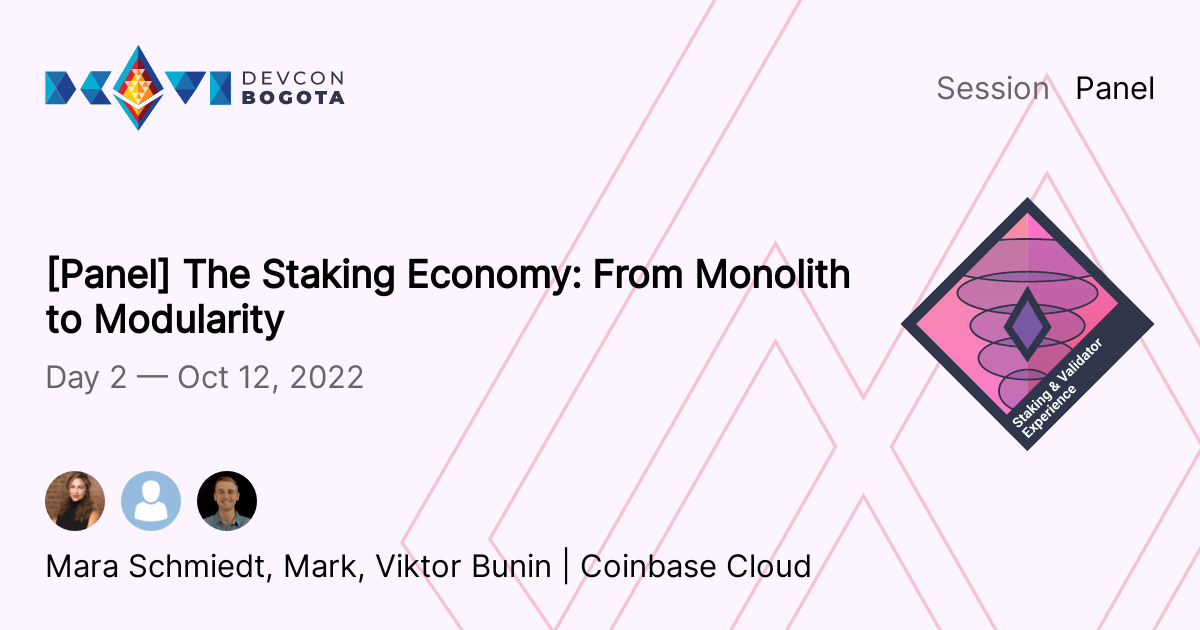 DEVCON
BOGOTA
Session Panel
[Panel] The Staking Economy: From Monolith
to Modularity
Day 2 — Oct 12, 2022
Staking & Validator
Experience
Mara Schmiedt, Mark, Viktor Bunin | Coinbase Cloud